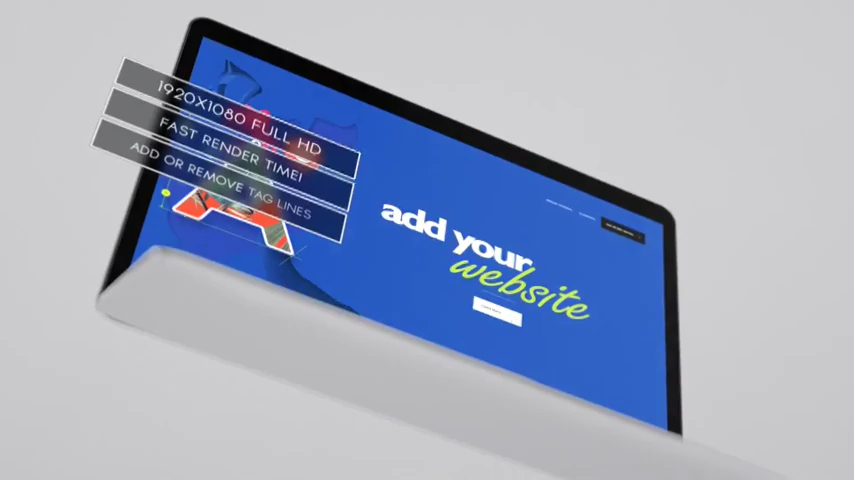 1920X1080 FULL HD
FAST RENDER TIME!
ADD OR REMOVE TAG LINES
add your
website